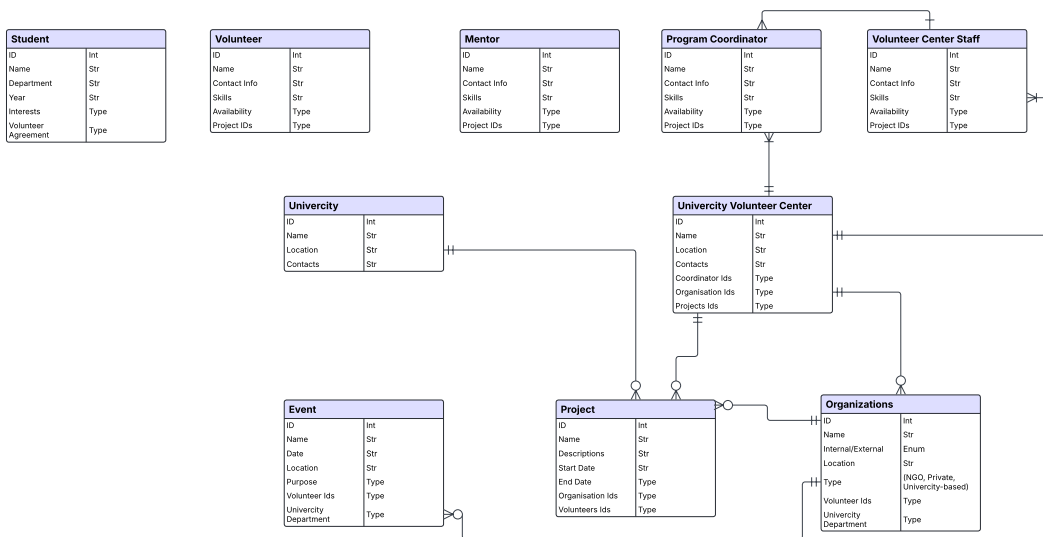 Student
ID Int
Name Str
Department Str
Year Str
Interests Type
Volunteer
Agreement Type
Volunteer
ID Int
Name Str
Contact Info Str
Skills Str
Availability Type
Project IDs Type
Mentor
ID Int
Name Str
Contact Info Str
Skills Str
Availability Type
Project IDs Type
Program Coordinator
ID Int
Name Str
Contact Info Str
Skills Str
Availability Type
Project IDs Type
Volunteer Center Staff
ID Int
Name Str
Contact Info Str
Skills Str
Availability Type
Project IDs Type
Univercity
ID Int
Name Str
Location Str
Contacts Str
Univercity Volunteer Center
ID Int
Name Str
Location Str
Contacts Str
Coordinator Ids Type
Organisation Ids Type
Projects Ids Type
Event
ID Int
Name Str
Date Str
Location Str
Purpose Type
Volunteer Ids Type
Univercity
Department Type
Project
ID Int
Name Str
Descriptions Str
Start Date Str
End Date Type
Organisation Ids Type
Volunteers Ids Type
Organizations
ID Int
Name Str
Internal/External Enum
Location Str
Type (NGO, Private,
Univercity-based)
Volunteer Ids Type
Univercity
Department Type